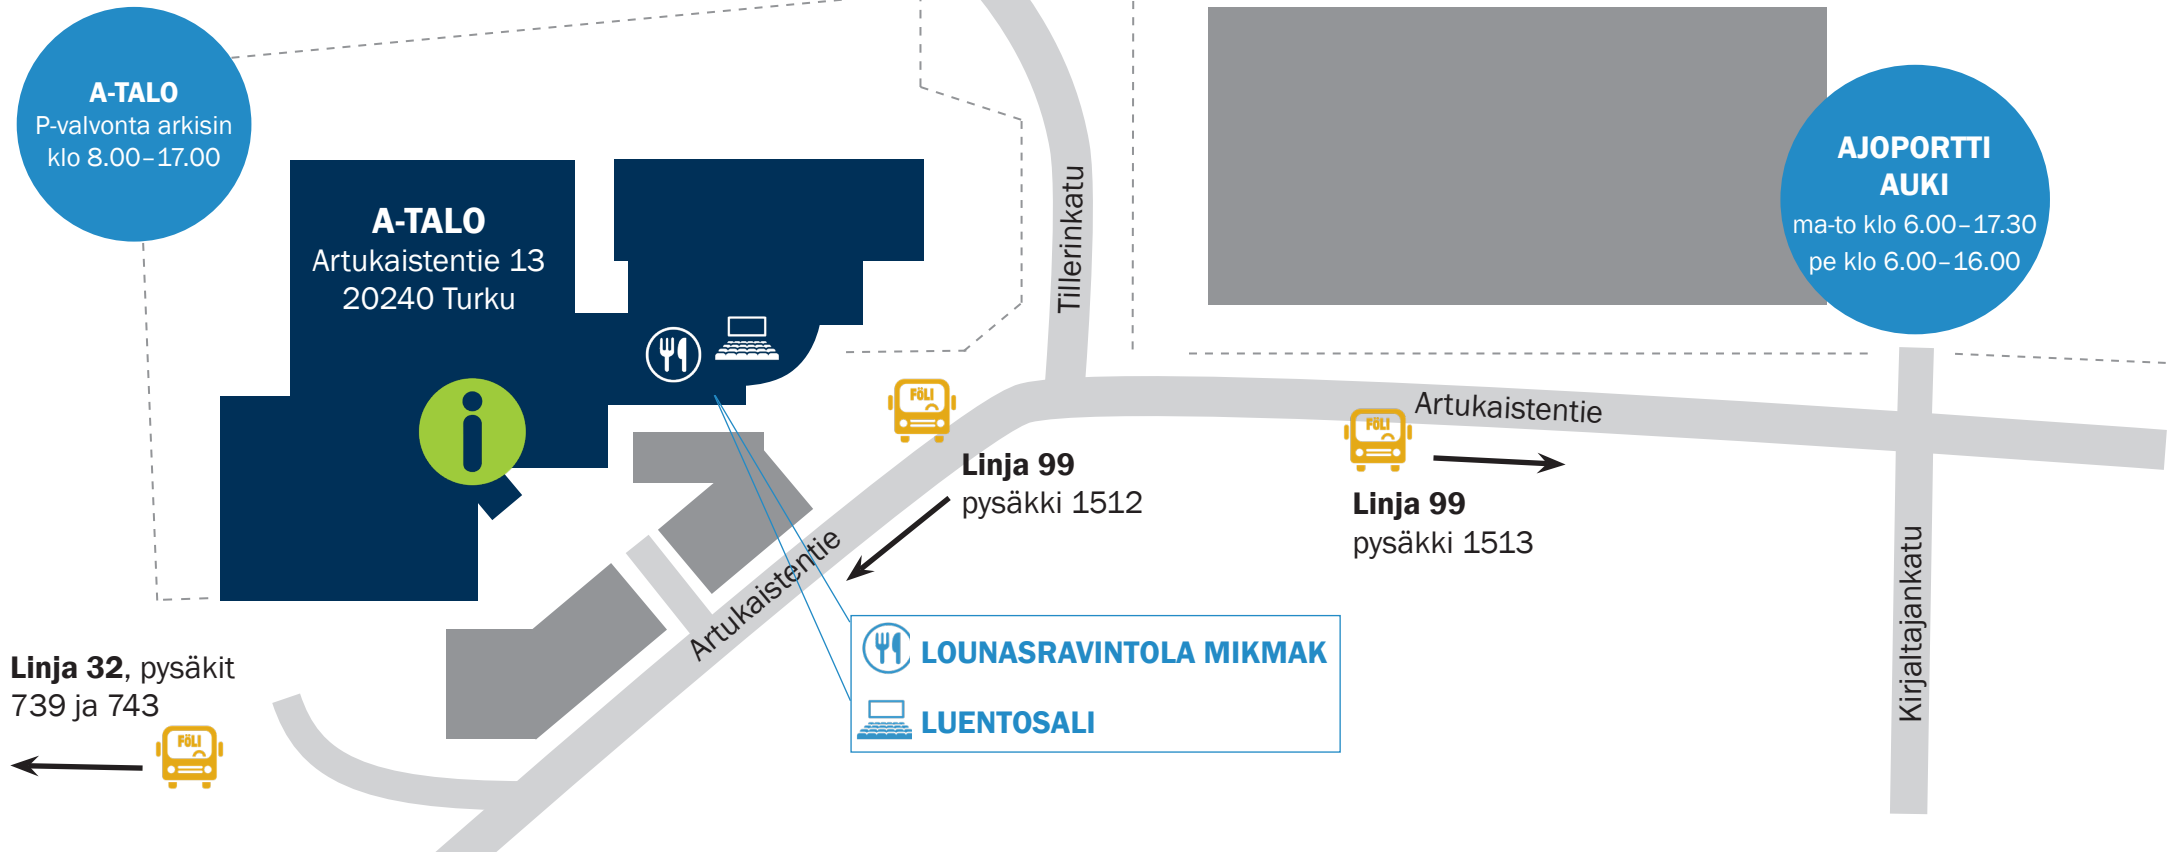 A-TALO
P-valvonta arkisin
klo 8.00–17.00
A-TALO
Artukaistentie 13
20240 Turku
Tillerinkatu
AJOPORTTI
AUKI
ma-to klo 6.00–17.30
pe klo 6.00–16.00
FöLI
Linja 99
pysäkki 1512
Artukaistentie
FöLI
Linja 99
pysäkki 1513
Artukaistentie
Kirjaltajankatu
LOUNASRAVINTOLA MIKMAK
LUENTOSALI
Linja 32, pysäkit
739 ja 743
FöLI